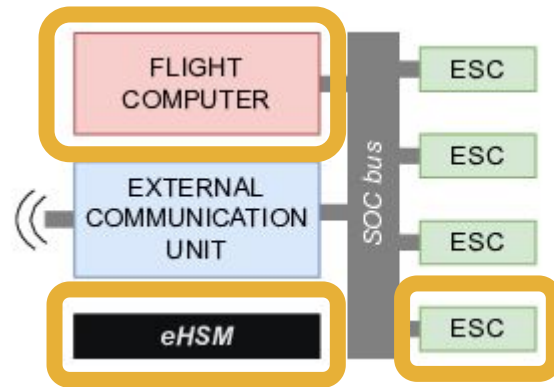 FLIGHT
COMPUTER
EXTERNAL
COMMUNICATION
UNIT
eHSM
SOC bus
ESC
ESC
ESC
ESC